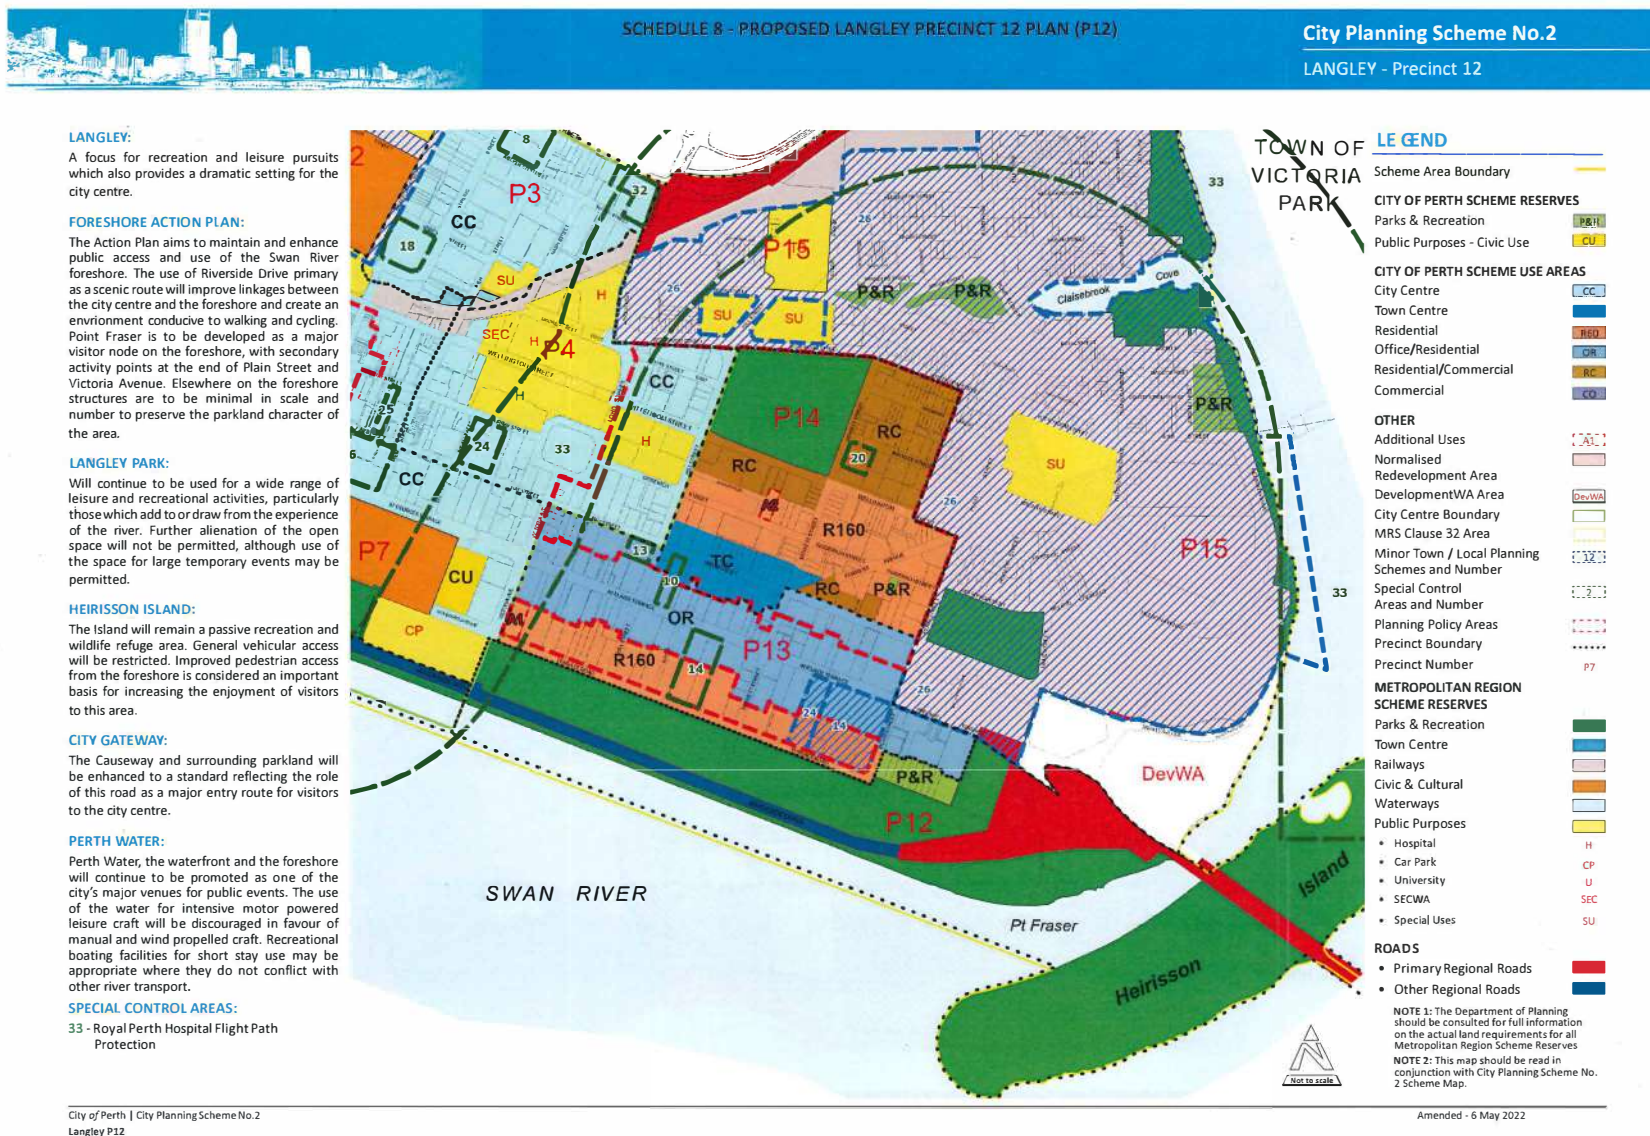 SCHEDULE 8 - PROPOSED LANGLEY PRECINCT 12 PLAN (P12)
City Planning Scheme No.2
LANGLEY - Precinct 12
LANGLEY:
A focus for recreation and leisure pursuits
which also provides a dramatic setting for the
city centre.
FORESHORE ACTION PLAN:
The Action Plan aims to maintain and enhance
public access and use of the Swan River
foreshore. The use of Riverside Drive primary
as a scenic route will improve linkages between
the city centre and the foreshore and create an
envrionment conducive to walking and cycling.
Point Fraser is to be developed as a major
visitor node on the foreshore, with secondary
activity points at the end of Plain Street and
Victoria Avenue. Elsewhere on the foreshore
structures are to be minimal in scale and
number to preserve the parkland character of
the area.
LANGLEY PARK:
Will continue to be used for a wide range of
leisure and recreational activities, particularly
those which add to or draw from the experience
of the river. Further alienation of the open
space will not be permitted, although use of
the space for large temporary events may be
permitted.
HEIRISSON ISLAND:
The Island will remain a passive recreation and
wildlife refuge area. General vehicular access
will be restricted. Improved pedestrian access
from the foreshore is considered an important
basis for increasing the enjoyment of visitors
to this area.
CITY GATEWAY:
The Causeway and surrounding parkland will
be enhanced to a standard reflecting the role
of this road as a major entry route for visitors
to the city centre.
PERTH WATER:
Perth Water, the waterfront and the foreshore
will continue to be promoted as one of the
city's major venues for public events. The use
of the water for intensive motor powered
leisure craft will be discouraged in favour of
manual and wind propelled craft. Recreational
boating facilities for short stay use may be
appropriate where they do not conflict with
other river transport.
SPECIAL CONTROL AREAS:
33 - Royal Perth Hospital Flight Path
Protection
2
8
P3
32
CC
18
SU
H
26
P15
33
TOWN OF
VICTORIA
PARK
26
SU
SU
P&R
P&R
Claisebrook
Cove
SEC
H
P4
WELLINGTON STREET
H
CC
25
24
33
H
6
CC
P14
RC
20
RC
P&R
SU
26
R160
P15
P7
CU
13
TC
10
RC
P&R
33
CP
OR
R160
14
P13
24
14
26
P&R
P12
DevWA
SWAN RIVER
Pt Fraser
Heirisson
Island
Not to scale
LEGEND
Scheme Area Boundary
CITY OF PERTH SCHEME RESERVES
Parks & Recreation P&R
Public Purposes - Civic Use CU
CITY OF PERTH SCHEME USE AREAS
City Centre CC
Town Centre
Residential R60
Office/Residential OR
Residential/Commercial RC
Commercial CO
OTHER
Additional Uses A1
Normalised
Redevelopment Area
DevelopmentWA Area DevWA
City Centre Boundary
MRS Clause 32 Area
Minor Town / Local Planning
Schemes and Number 12
Special Control
Areas and Number 2
Planning Policy Areas
Precinct Boundary
Precinct Number P7
METROPOLITAN REGION
SCHEME RESERVES
Parks & Recreation
Town Centre
Railways
Civic & Cultural
Waterways
Public Purposes
• Hospital H
• Car Park CP
• University U
• SECWA SEC
• Special Uses SU
ROADS
• Primary Regional Roads
• Other Regional Roads
NOTE 1: The Department of Planning
should be consulted for full information
on the actual land requirements for all
Metropolitan Region Scheme Reserves
NOTE 2: This map should be read in
conjunction with City Planning Scheme No.
2 Scheme Map.
City of Perth | City Planning Scheme No.2
Langley P12
Amended - 6 May 2022